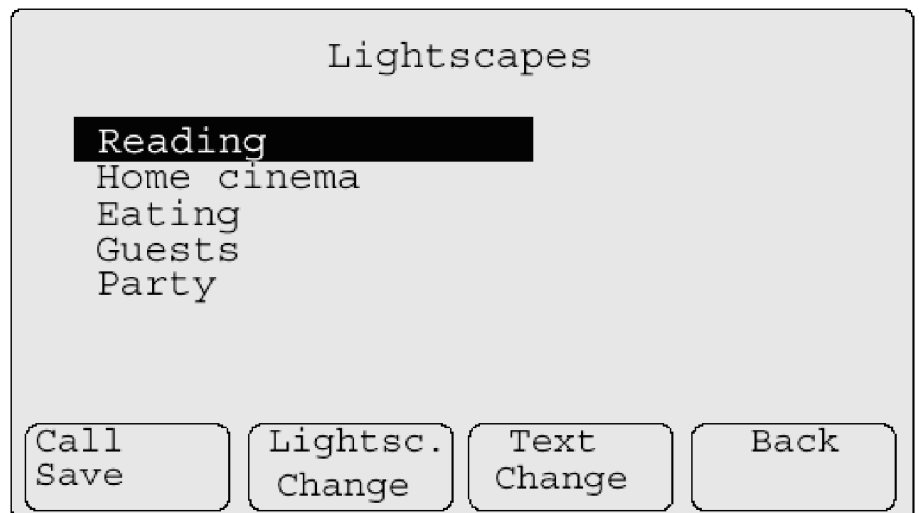 Lightscapes
Reading
Home cinema
Eating
Guests
Party
Call
Save
Lightsc.
Change
Text
Change
Back